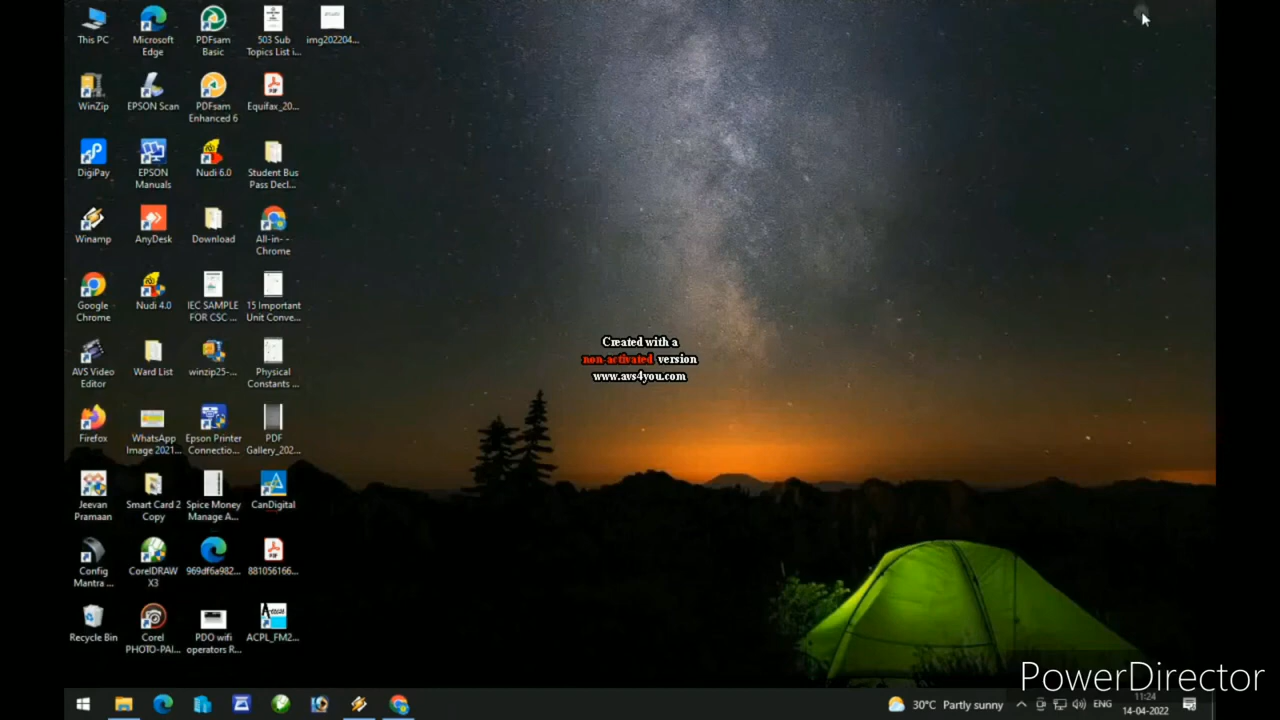 This PC
Microsoft
Edge
PDFsam
Basic
503 Sub
Topics List i...
img202204...
WinZip
EPSON Scan
PDFsam
Enhanced 6
Equifax_20...
DigiPay
EPSON
Manuals
Nudi 6.0
Student Bus
Pass Decl...
Winamp
AnyDesk
Download
All-in- -
Chrome
Google
Chrome
Nudi 4.0
IEC SAMPLE
FOR CSC ...
15 Important
Unit Conve...
AVS Video
Editor
Ward List
winzip25-...
Physical
Constants ...
Firefox
WhatsApp
Image 2021...
Epson Printer
Connectio...
PDF
Gallery_202...
Jeevan
Pramaan
Smart Card 2
Copy
Spice Money
Manage A...
CanDigital
Config
Mantra ...
CorelDRAW
X3
969df6a982...
881056166...
Recycle Bin
Corel
PHOTO-PAI...
PDO wifi
operators R...
ACPL_FM2...
Created with a
non-activated version
www.avs4you.com
PowerDirector
30°C Partly sunny
ENG
11:24
14-04-2022